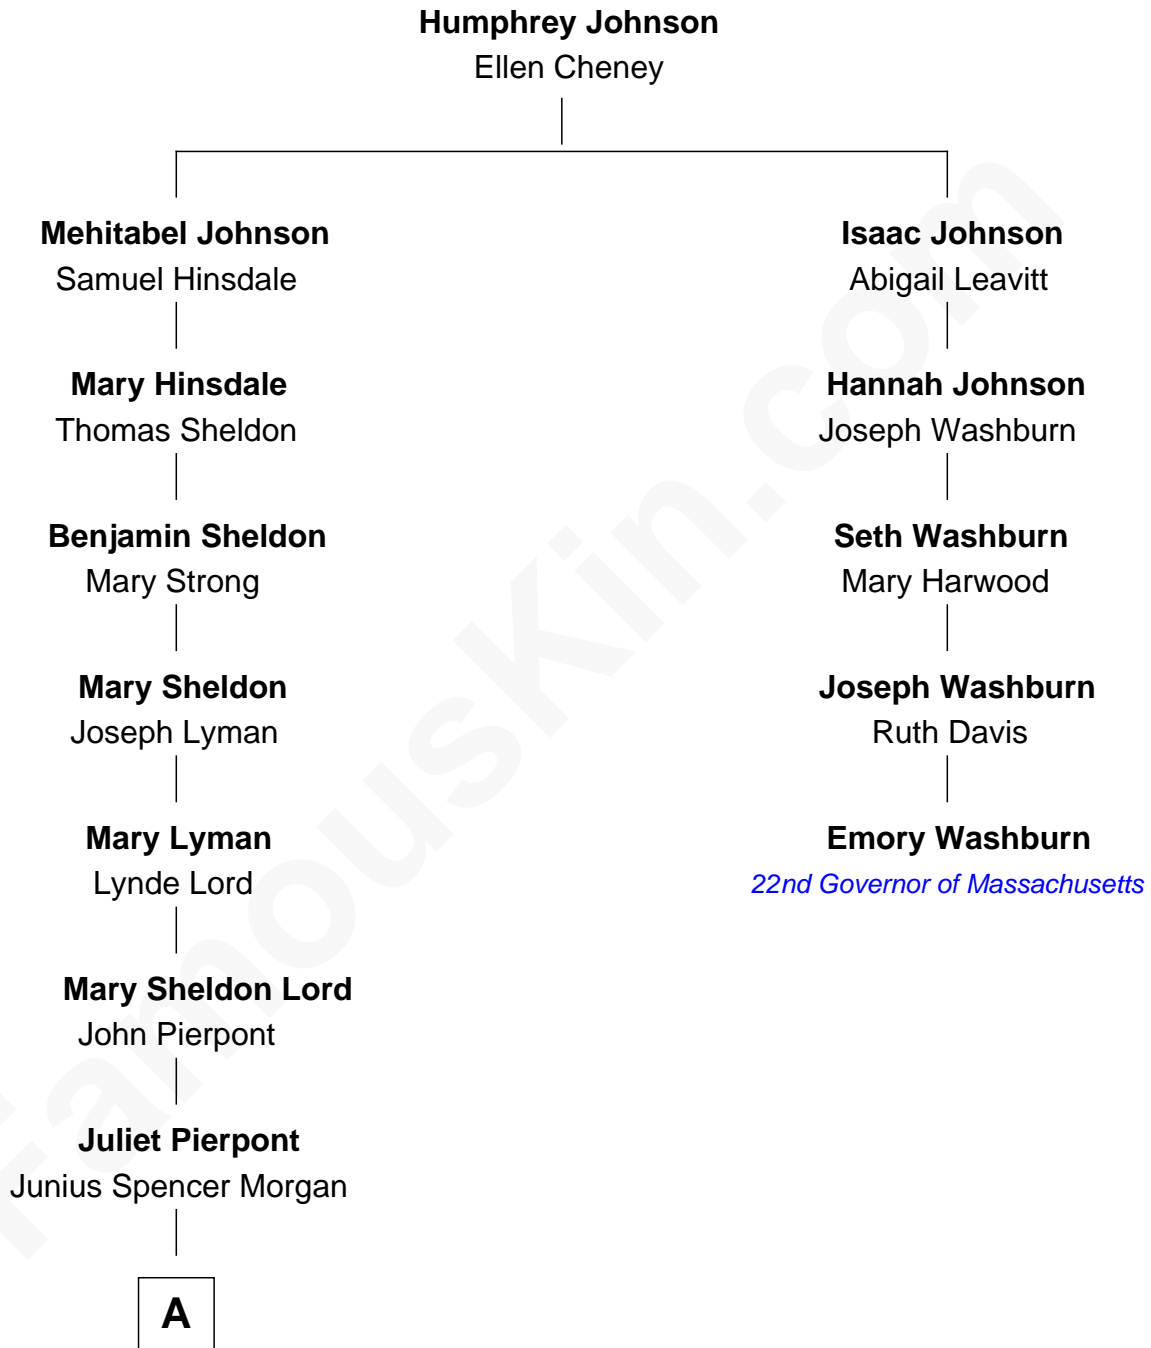 Humphrey Johnson
Ellen Cheney
Mehitabel Johnson
Samuel Hinsdale
Isaac Johnson
Abigail Leavitt
Mary Hinsdale
Thomas Sheldon
Hannah Johnson
Joseph Washburn
Benjamin Sheldon
Mary Strong
Seth Washburn
Mary Harwood
Mary Sheldon
Joseph Lyman
Joseph Washburn
Ruth Davis
Mary Lyman
Lynde Lord
Emory Washburn
22nd Governor of Massachusetts
Mary Sheldon Lord
John Pierpont
Juliet Pierpont
Junius Spencer Morgan
A
FamousKin.com